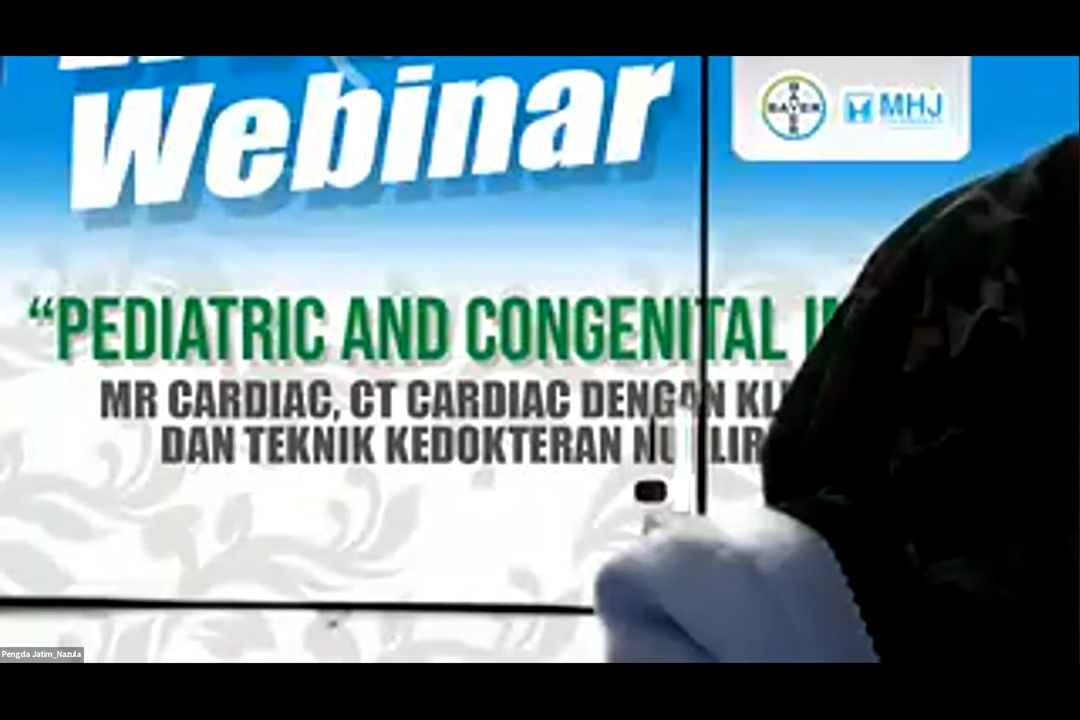 Webinar
BAYER
MHJ
“PEDIATRIC AND CONGENITAL
MR CARDIAC, CT CARDIAC DENGAN
DAN TEKNIK KEDOKTERAN
Pengda Jatim_Nazula